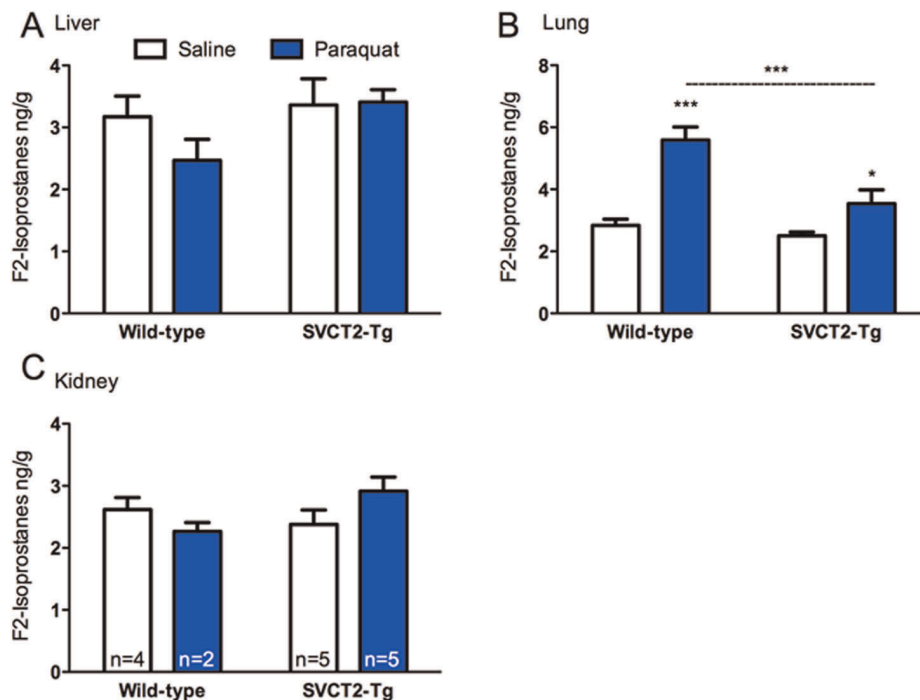 A Liver
Saline Paraquat
F2-Isoprostanes ng/g
4
3
2
1
0
Wild-type SVCT2-Tg
B Lung
F2-Isoprostanes ng/g
8
6
4
2
0
***
***
*
Wild-type SVCT2-Tg
C Kidney
F2-Isoprostanes ng/g
4
3
2
1
0
n=4 n=2 n=5 n=5
Wild-type SVCT2-Tg